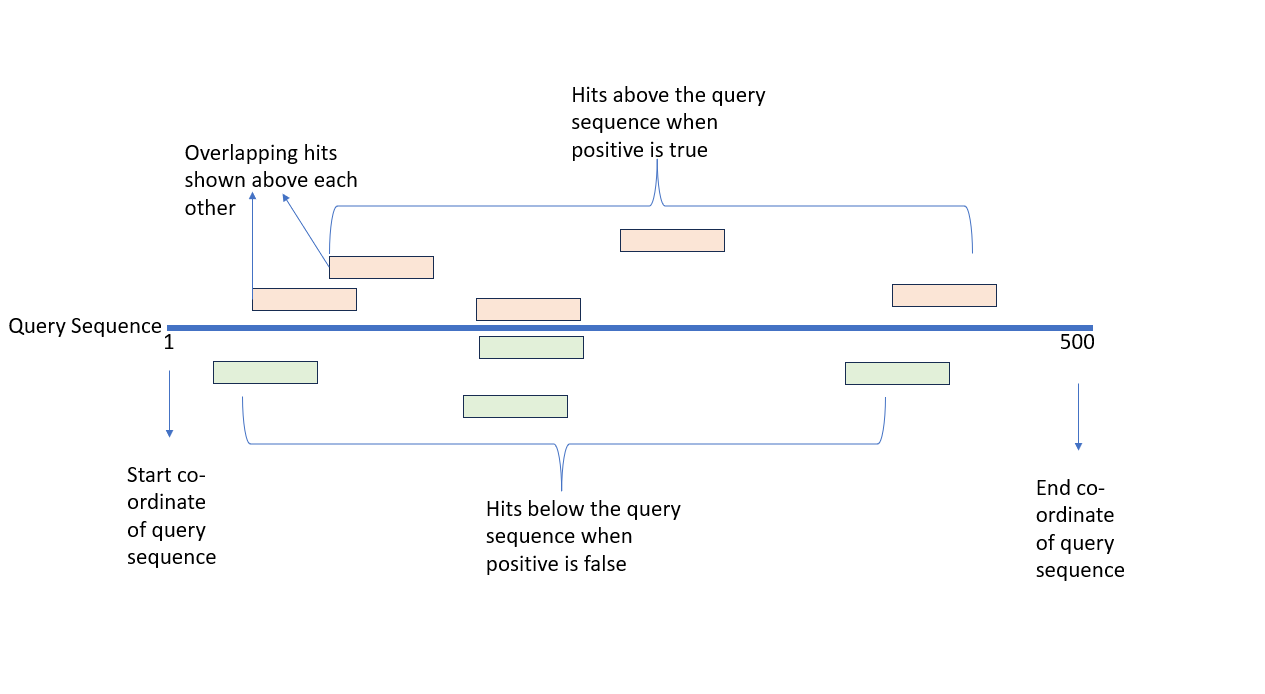 Hits above the query
sequence when
positive is true
Overlapping hits
shown above each
other
Query Sequence
1
500
Start co-
ordinate
of query
sequence
Hits below the query
sequence when
positive is false
End co-
ordinate
of query
sequence